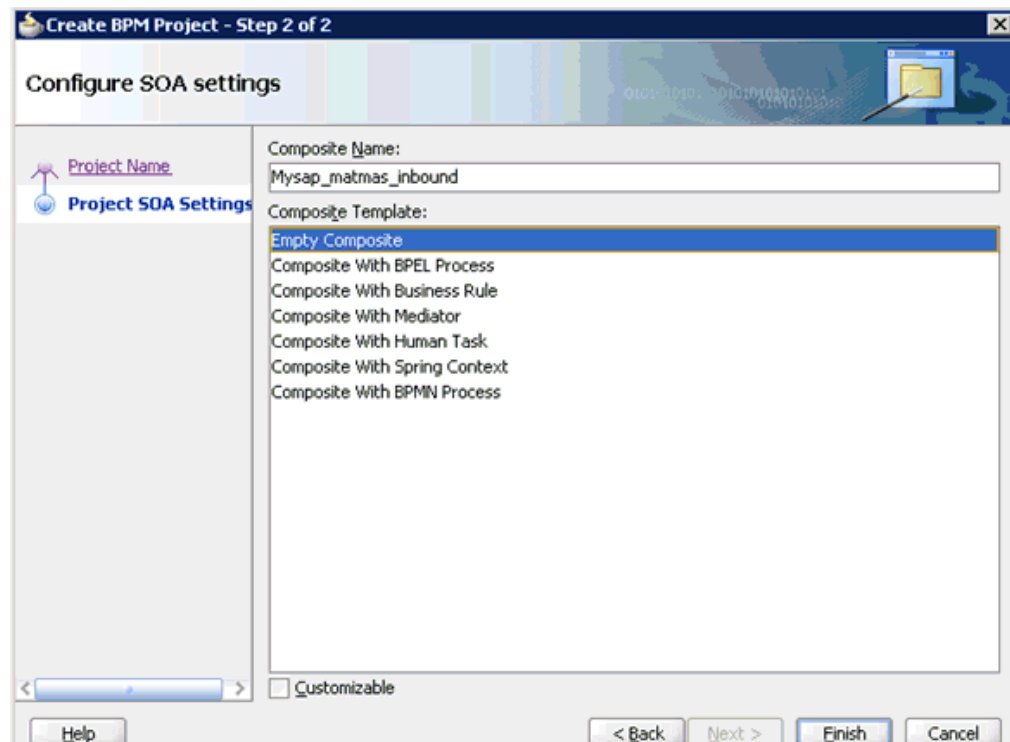 Create BPM Project - Step 2 of 2
Configure SOA settings
Project Name
Project SOA Settings
Composite Name:
Mysap_matmas_inbound
Composite Template:
Empty Composite
Composite With BPEL Process
Composite With Business Rule
Composite With Mediator
Composite With Human Task
Composite With Spring Context
Composite With BPMN Process
Customizable
Help
< Back
Next >
Finish
Cancel